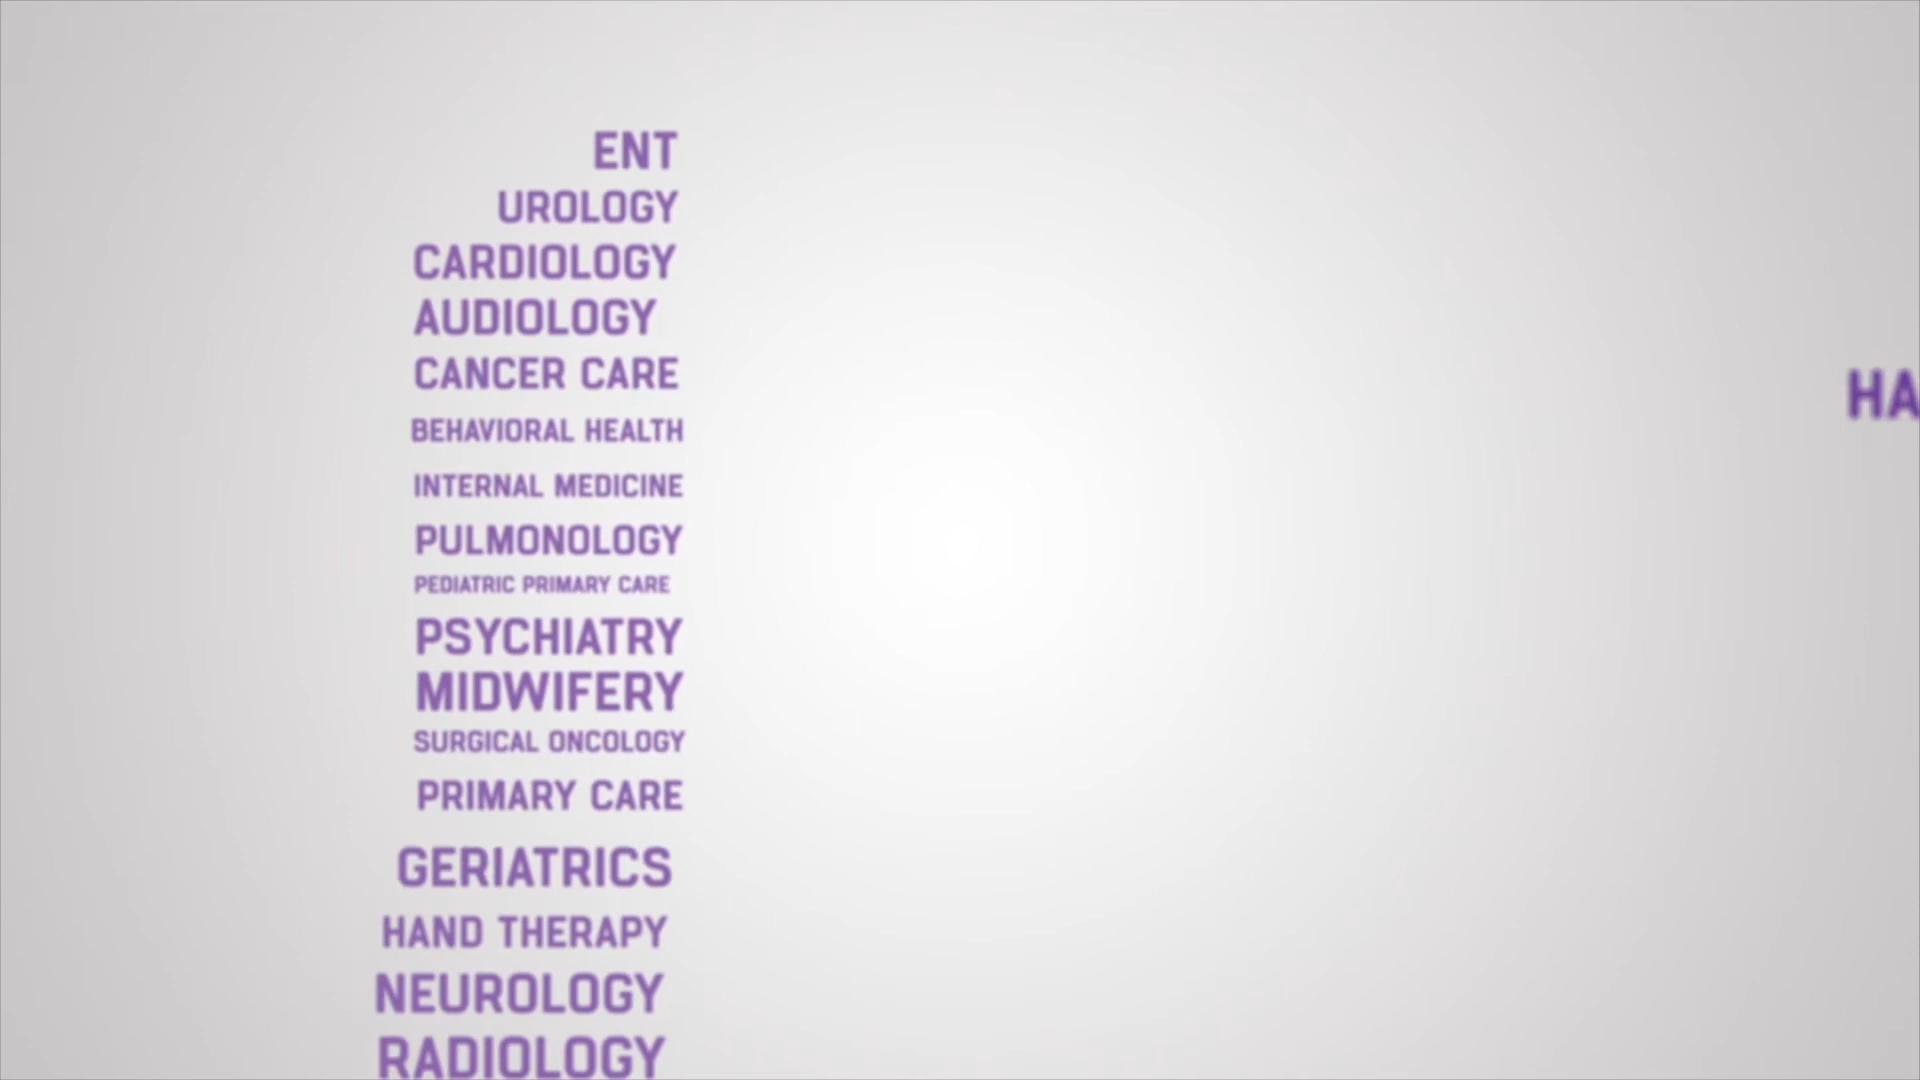 ENT
UROLOGY
CARDIOLOGY
AUDIOLOGY
CANCER CARE
BEHAVIORAL HEALTH
INTERNAL MEDICINE
PULMONOLOGY
PEDIATRIC PRIMARY CARE
PSYCHIATRY
MIDWIFERY
SURGICAL ONCOLOGY
PRIMARY CARE
GERIATRICS
HAND THERAPY
NEUROLOGY
RADIOLOGY
HA